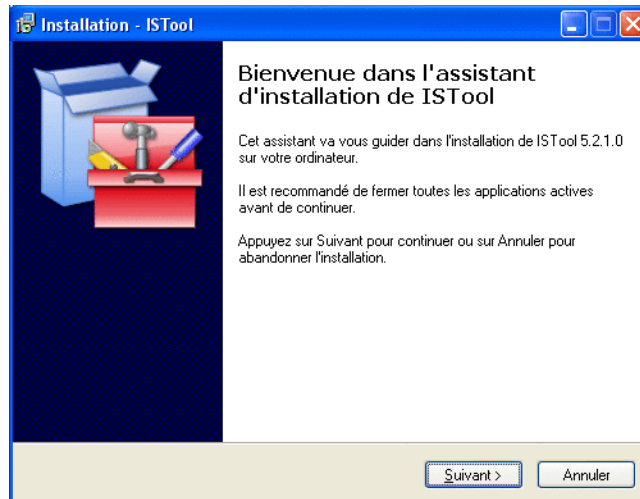 Installation - ISTool
Bienvenue dans l'assistant
d'installation de ISTool
Cet assistant va vous guider dans l'installation de ISTool 5.2.1.0
sur votre ordinateur.
Il est recommandé de fermer toutes les applications actives
avant de continuer.
Appuyez sur Suivant pour continuer ou sur Annuler pour
abandonner l'installation.
Suivant >
Annuler